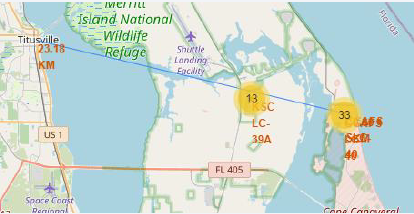 Merritt
Island National
Wildlife
Refuge
Titusville
23.18
KM
Shuttle
Landing
Facility
Florida
13
KSC
LC-
39A
33
40
US 1
FL 405
Space Coast
Regional
Cape Canaveral